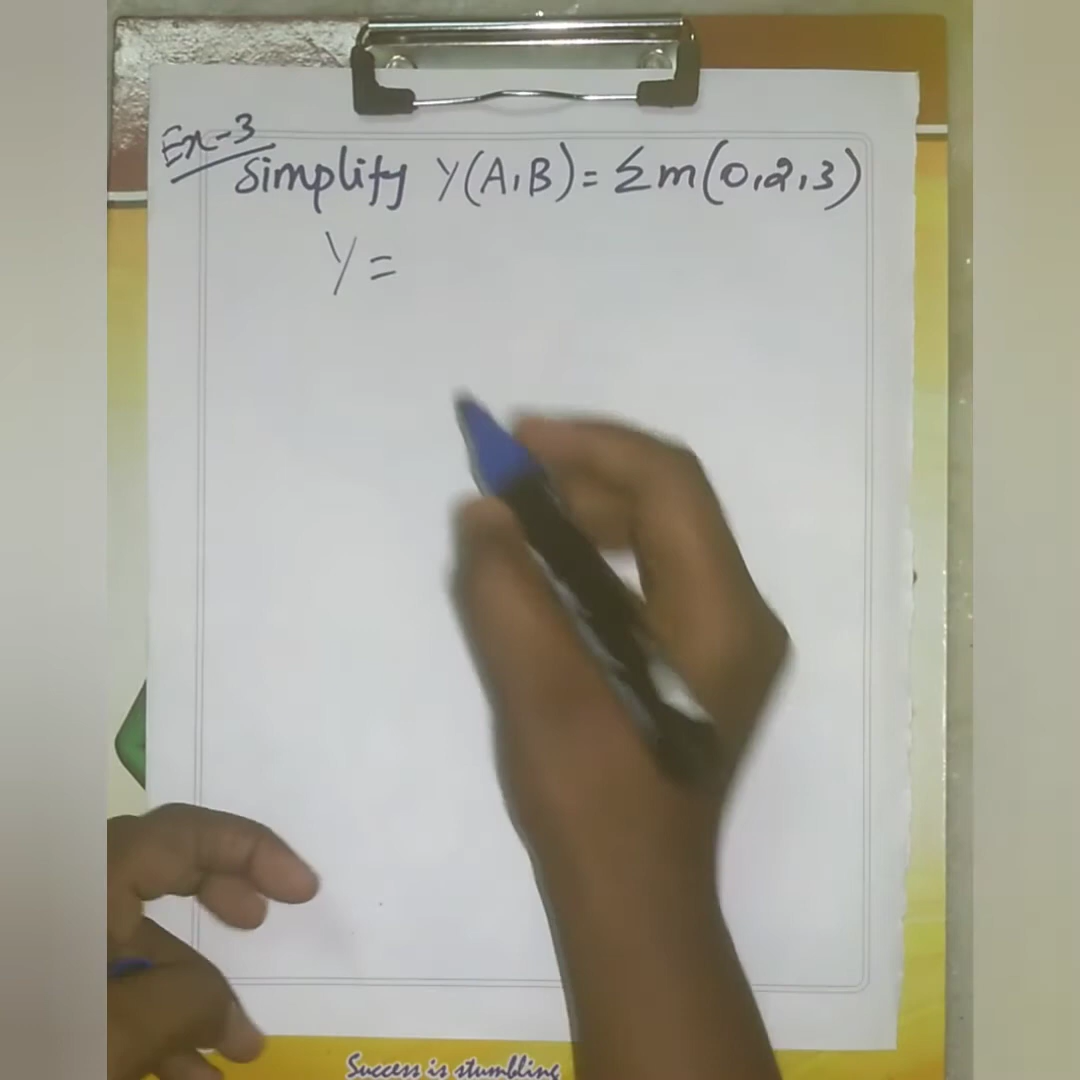 Ex-3
Simplify Y(A,B) = Σm(0,2,3)
Y =
Success is stumbling